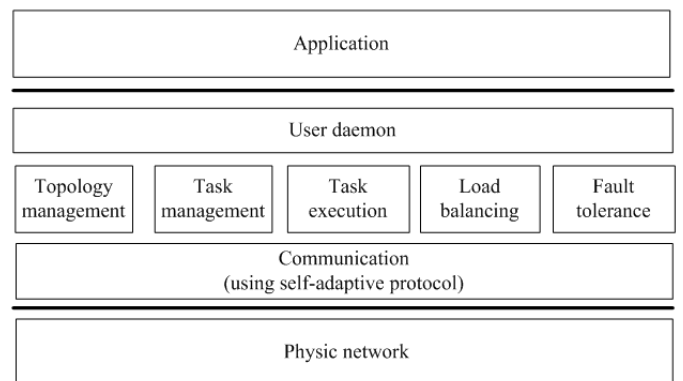 Application
User daemon
Topology management
Task management
Task execution
Load balancing
Fault tolerance
Communication
(using self-adaptive protocol)
Physic network